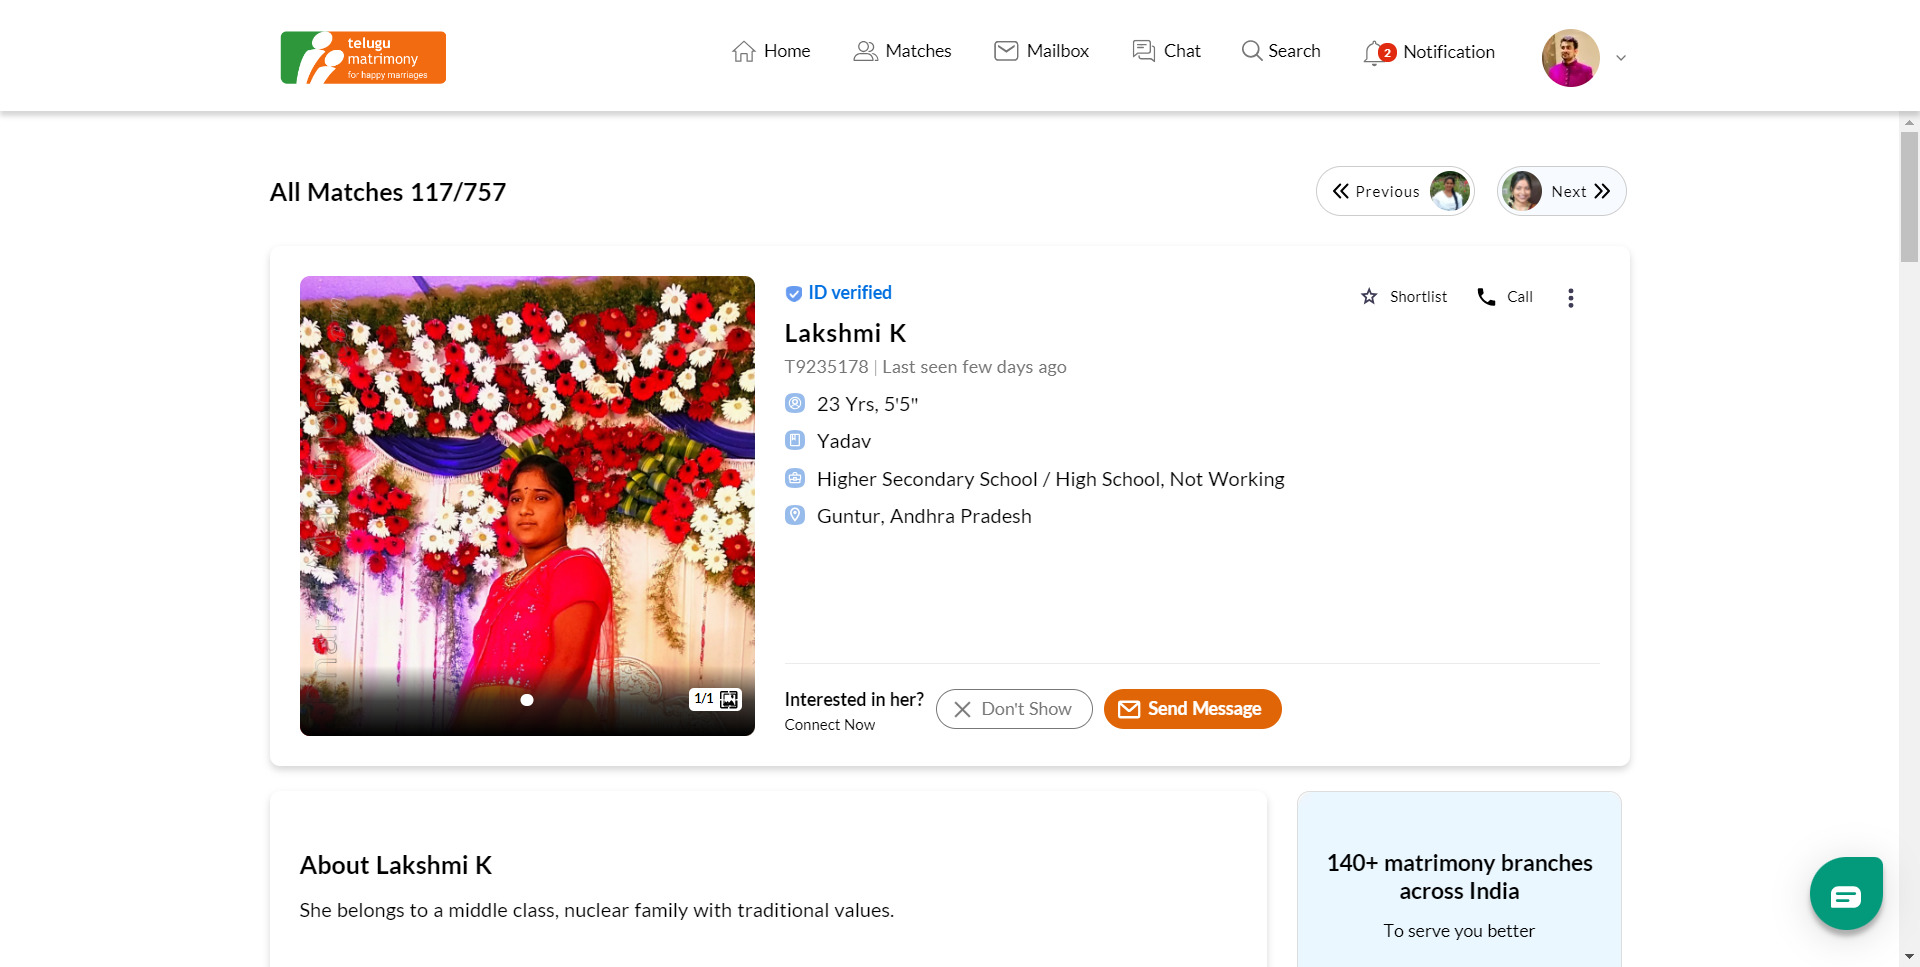 telugu
matrimony
for happy marriages
Home
Matches
Mailbox
Chat
Search
2
Notification
All Matches 117/757
Previous
Next
ID verified
Shortlist
Call
Lakshmi K
T9235178 | Last seen few days ago
23 Yrs, 5'5"
Yadav
Higher Secondary School / High School, Not Working
Guntur, Andhra Pradesh
1/1
Interested in her?
Connect Now
Don't Show
Send Message
About Lakshmi K
She belongs to a middle class, nuclear family with traditional values.
140+ matrimony branches
across India
To serve you better